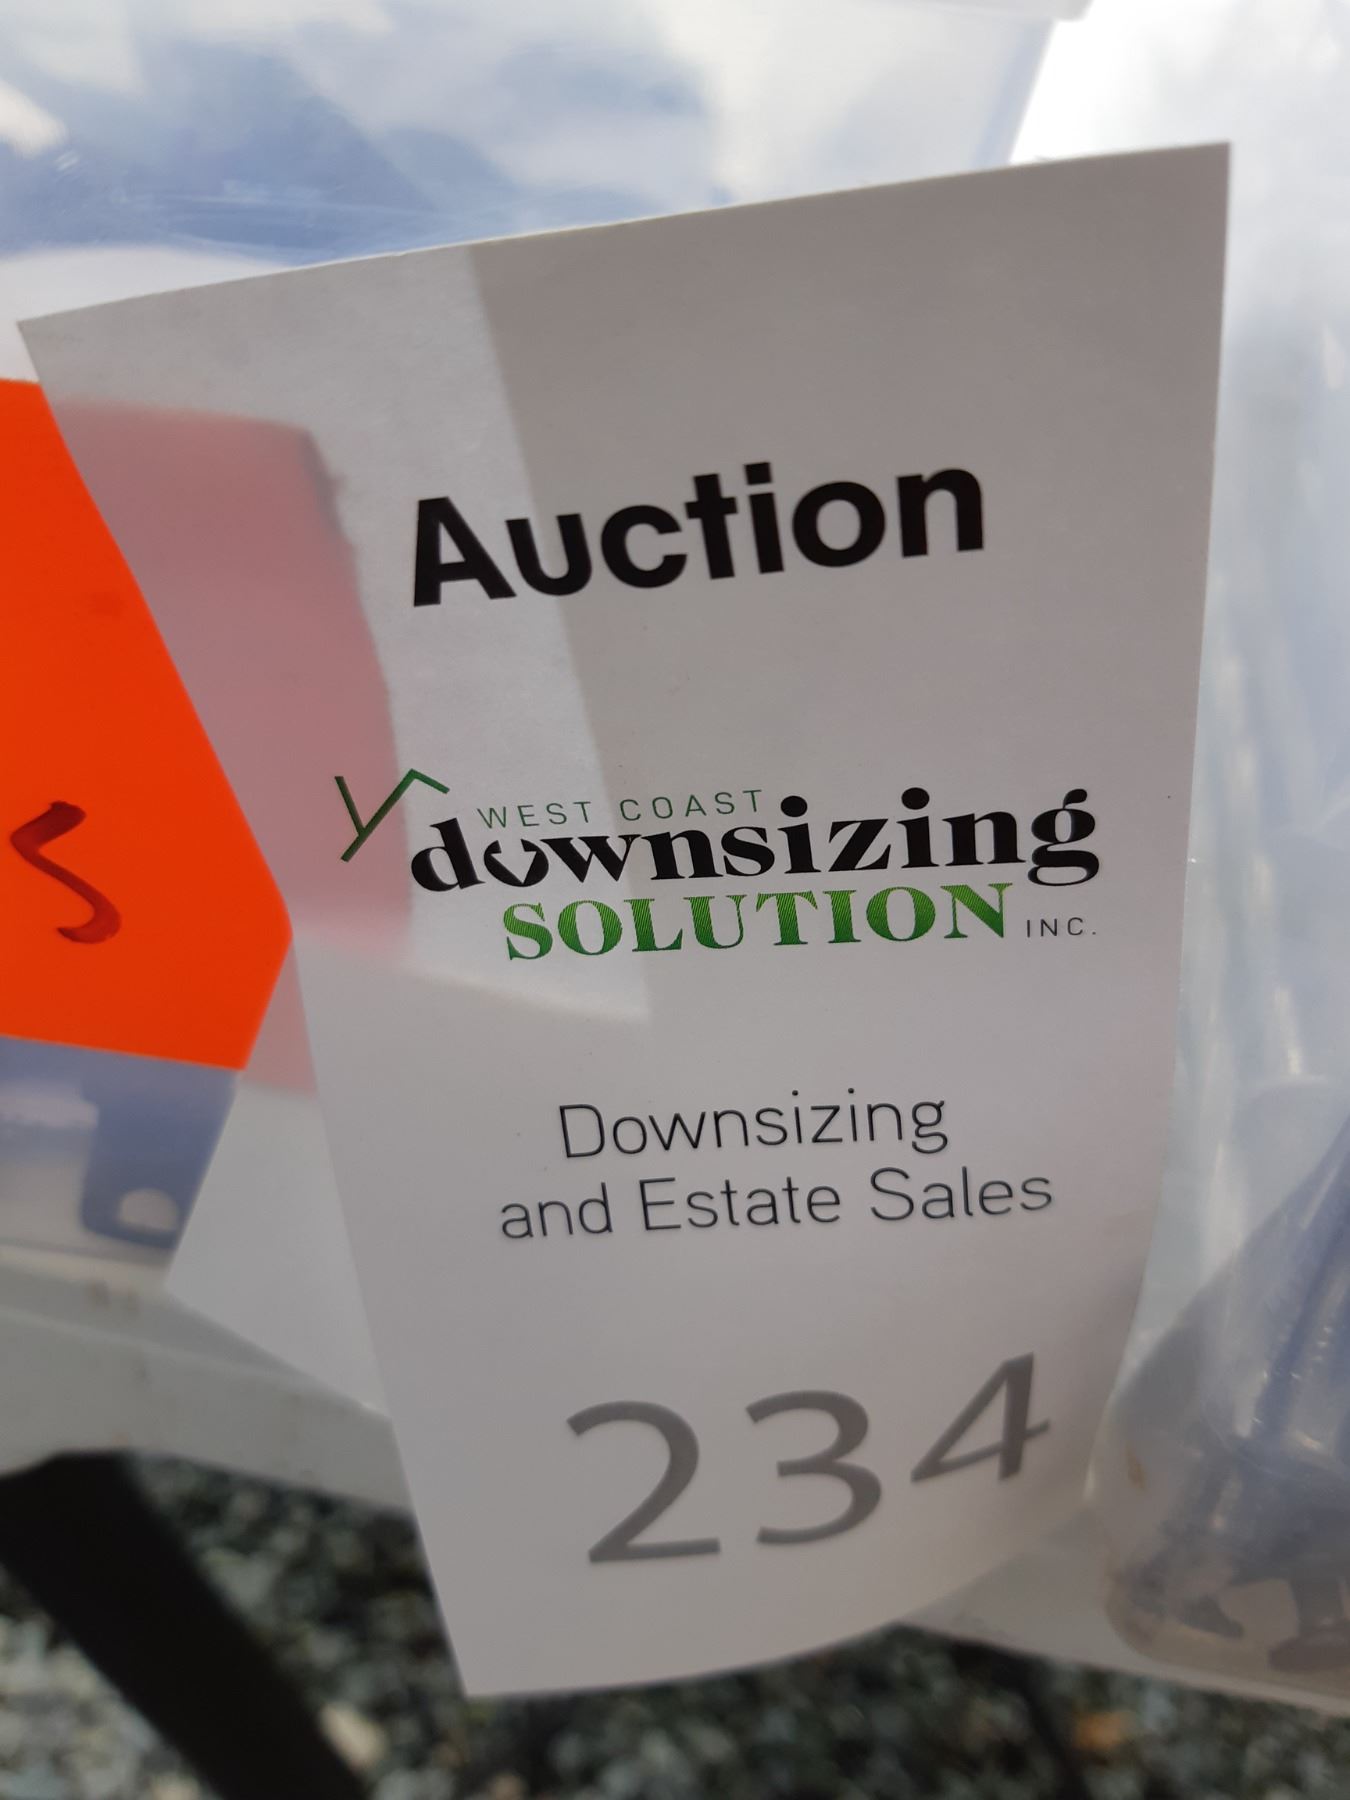 Auction
WEST COAST
downsizing
SOLUTION INC.
Downsizing
and Estate Sales
234